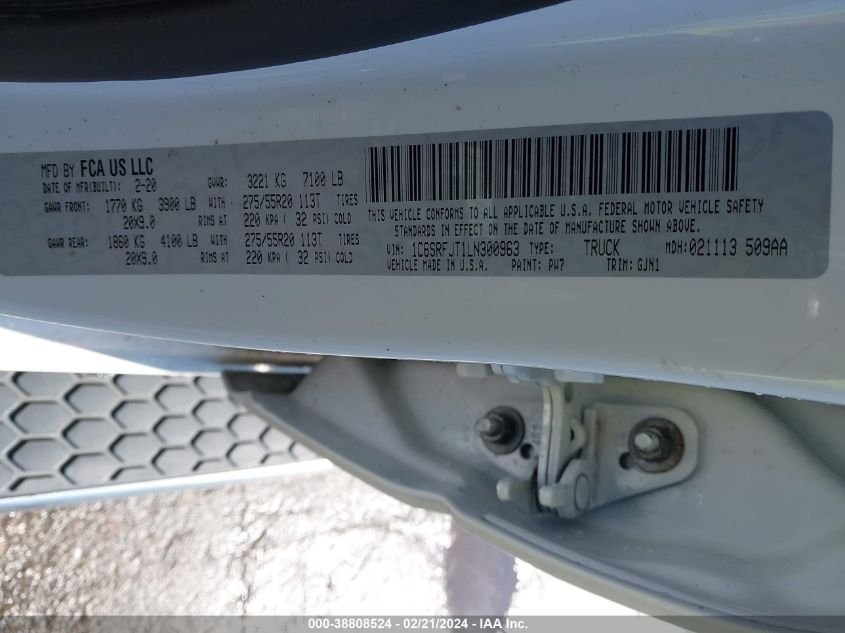 MFD BY FCA US LLC
DATE OF MFR(BUILT): 2-20 GVWR: 3221 KG 7100 LB
GAWR FRONT: 1770 KG 3900 LB WITH 275/55R20 113T TIRES
20X9.0 RIMS AT 220 KPA ( 32 PSI) COLD
GAWR REAR: 1860 KG 4100 LB WITH 275/55R20 113T TIRES
20X9.0 RIMS AT 220 KPA ( 32 PSI) COLD
THIS VEHICLE CONFORMS TO ALL APPLICABLE U.S.A. FEDERAL MOTOR VEHICLE SAFETY
STANDARDS IN EFFECT ON THE DATE OF MANUFACTURE SHOWN ABOVE.
VIN: 1C6SRFJT1LN300963 TYPE: TRUCK MDH: 021113 509AA
VEHICLE MADE IN U.S.A. PAINT: PW7 TRIM: GJN1
000-38808524 - 02/21/2024 - IAA Inc.